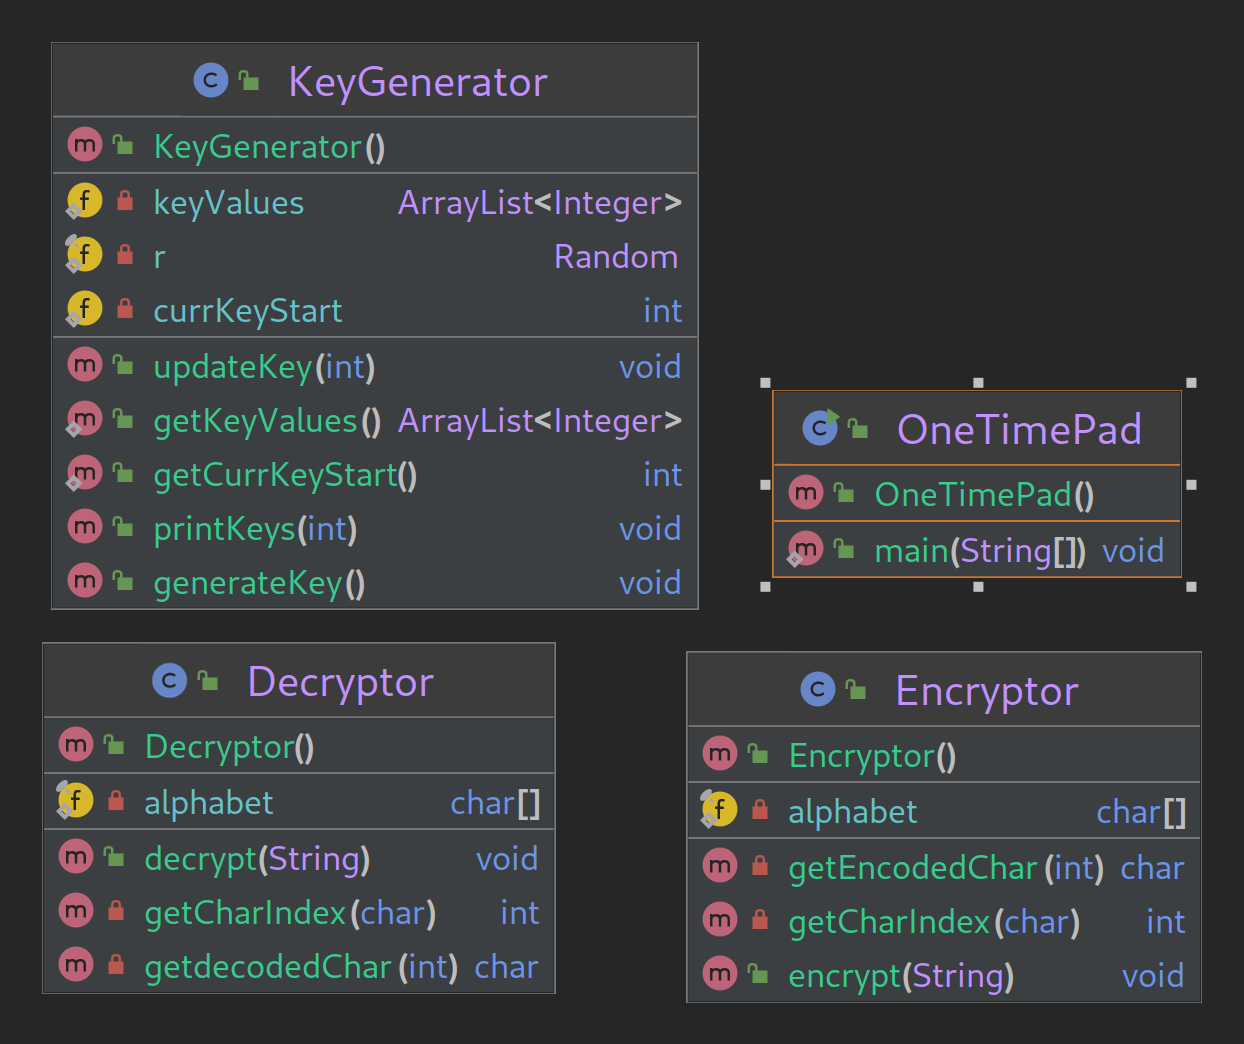 KeyGenerator
KeyGenerator()
keyValues ArrayList<Integer>
r Random
currKeyStart int
updateKey(int) void
getKeyValues() ArrayList<Integer>
getCurrKeyStart() int
printKeys(int) void
generateKey() void
OneTimePad
OneTimePad()
main(String[]) void
Decryptor
Decryptor()
alphabet char[]
decrypt(String) void
getCharIndex(char) int
getdecodedChar(int) char
Encryptor
Encryptor()
alphabet char[]
getEncodedChar(int) char
getCharIndex(char) int
encrypt(String) void